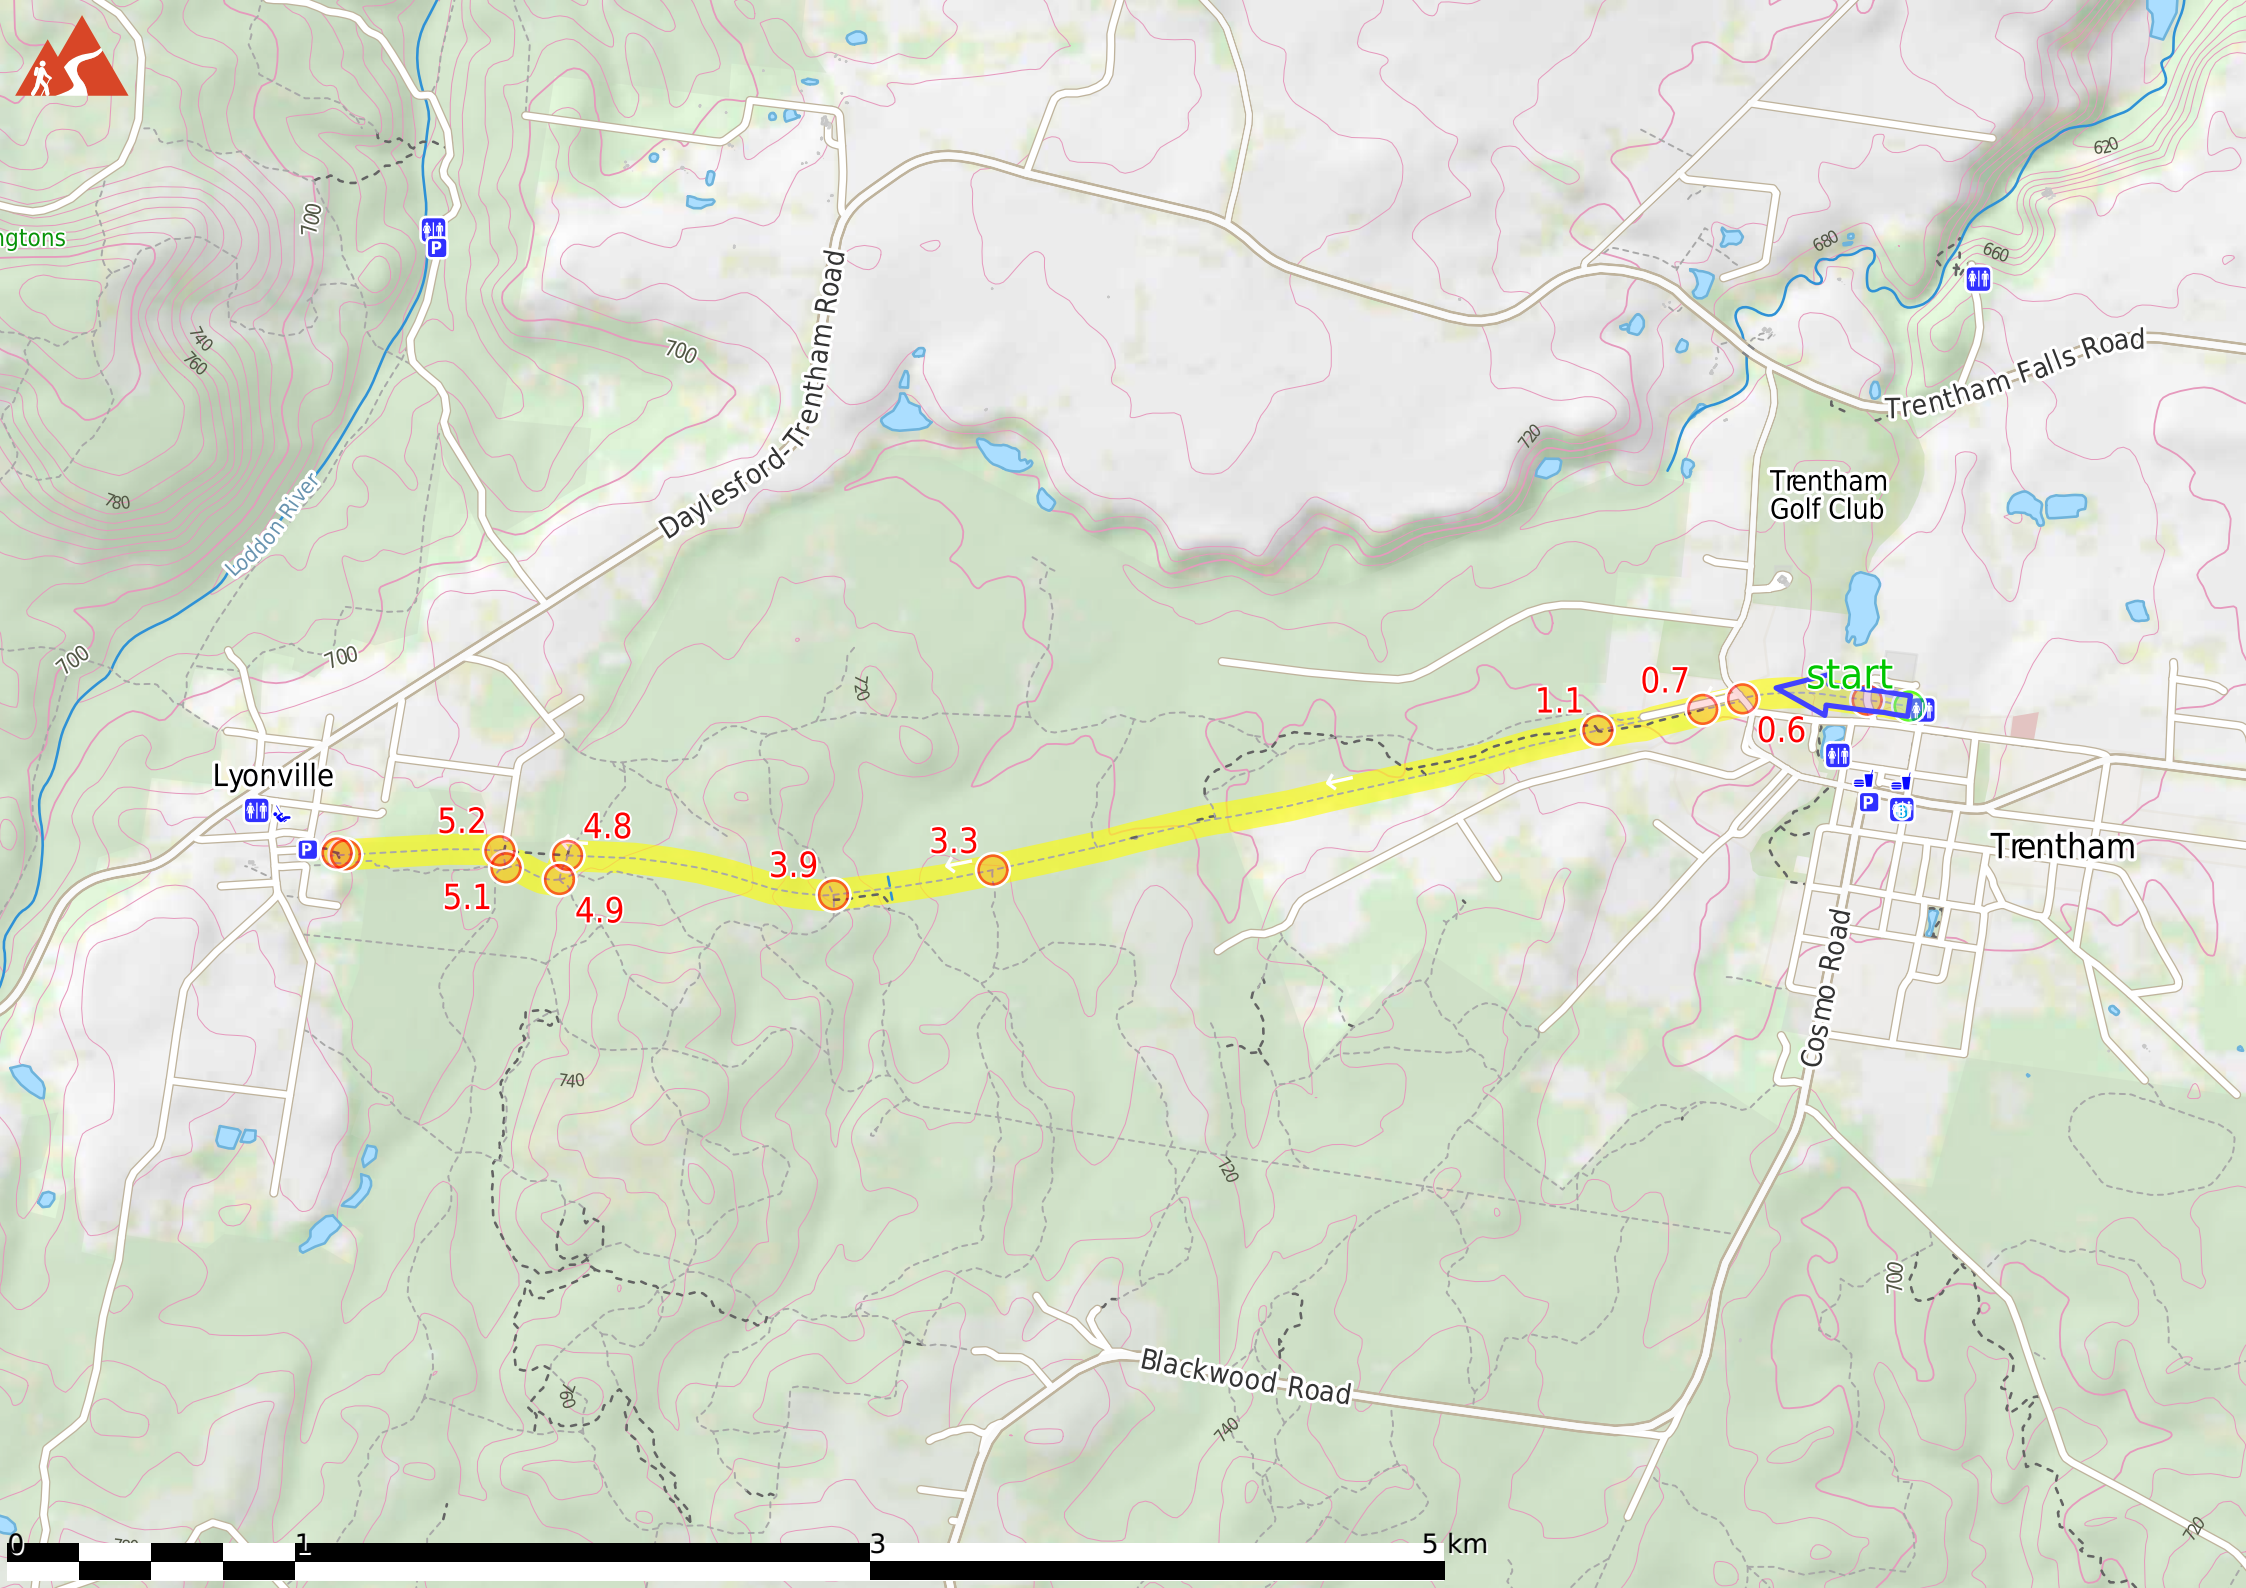 620
700
ngtons
680
660
740
760
700
Daylesford-Trentham Road
Trentham Falls Road
720
780
Trentham
Golf Club
Loddon River
700
700
720
start
0.7
1.1
0.6
Lyonville
5.2
4.8
3.3
3.9
5.1
4.9
Trentham
P
P
P
Cosmo Road
740
720
700
Blackwood Road
760
740
720
0
1
3
5 km